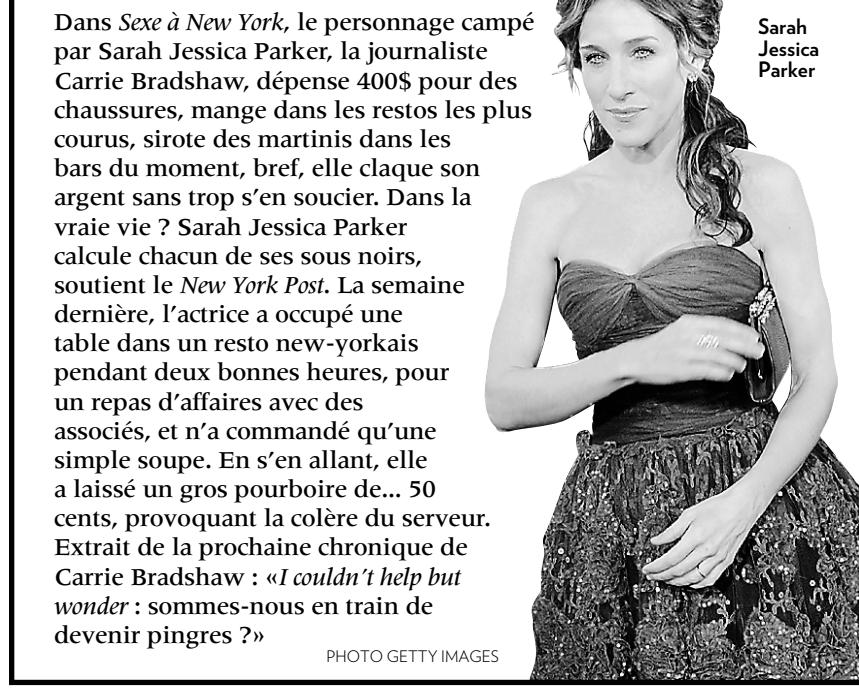 Dans Sexe à New York, le personnage campé
par Sarah Jessica Parker, la journaliste
Carrie Bradshaw, dépense 400$ pour des
chaussures, mange dans les restos les plus
courus, sirote des martinis dans les
bars du moment, bref, elle claque son
argent sans trop s'en soucier. Dans la
vraie vie ? Sarah Jessica Parker
calcule chacun de ses sous noirs,
soutient le New York Post. La semaine
dernière, l'actrice a occupé une
table dans un resto new-yorkais
pendant deux bonnes heures, pour
un repas d'affaires avec des
associés, et n'a commandé qu'une
simple soupe. En s'en allant, elle
a laissé un gros pourboire de... 50
cents, provoquant la colère du serveur.
Extrait de la prochaine chronique de
Carrie Bradshaw : «I couldn't help but
wonder : sommes-nous en train de
devenir pingres ?»
PHOTO GETTY IMAGES
Sarah
Jessica
Parker